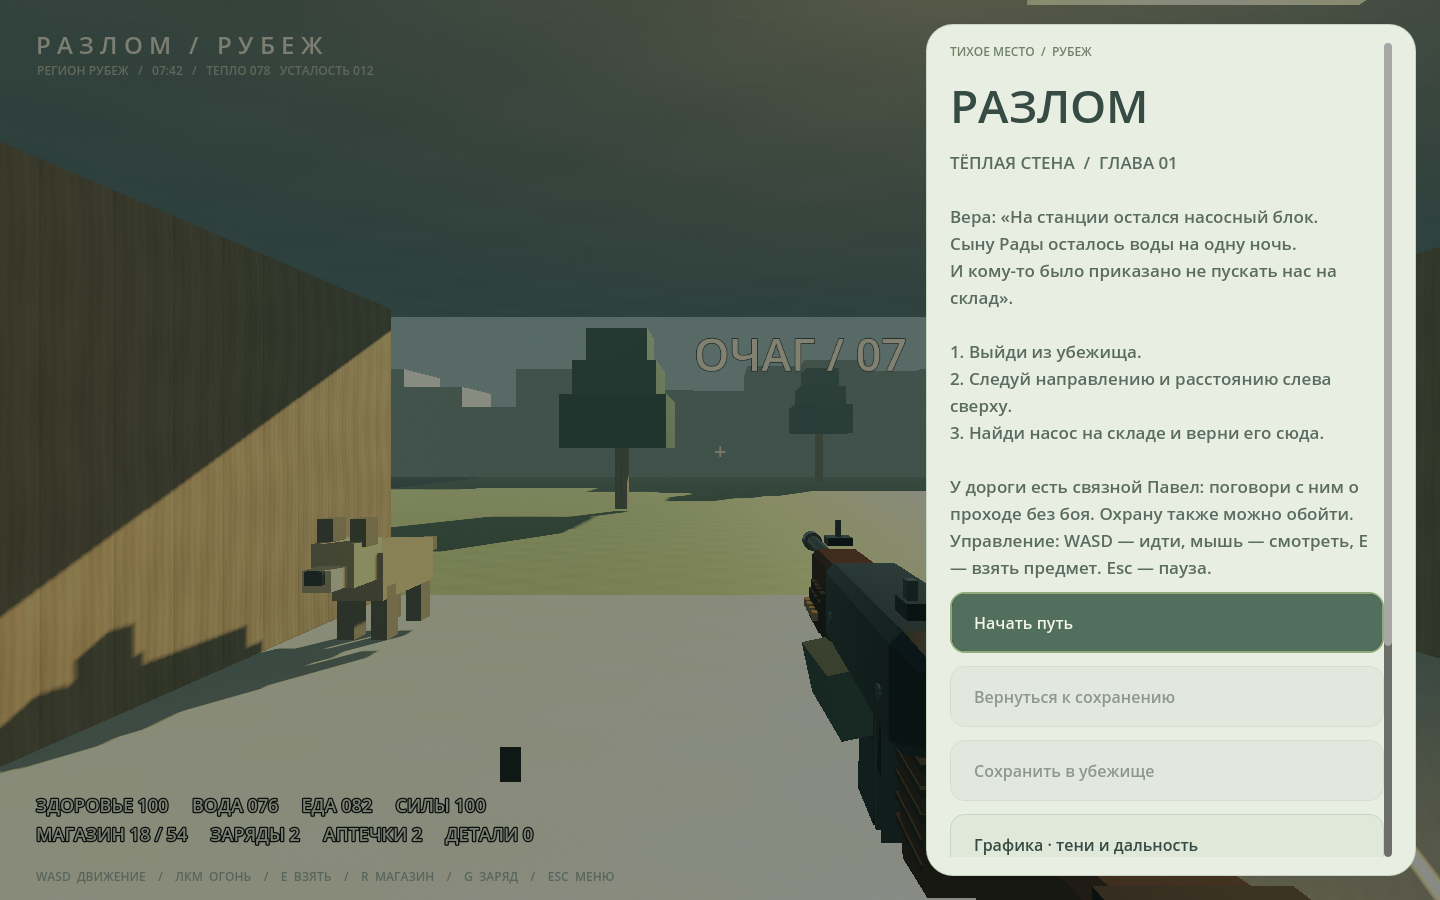 РАЗЛОМ / РУБЕЖ
РЕГИОН РУБЕЖ / 07:42 / ТЕПЛО 078 УСТАЛОСТЬ 012
ОЧАГ / 07
ЗДОРОВЬЕ 100 ВОДА 076 ЕДА 082 СИЛЫ 100
МАГАЗИН 18 / 54 ЗАРЯДЫ 2 АПТЕЧКИ 2 ДЕТАЛИ 0
WASD ДВИЖЕНИЕ / ЛКМ ОГОНЬ / E ВЗЯТЬ / R МАГАЗИН / G ЗАРЯД / ESC МЕНЮ
ТИХОЕ МЕСТО / РУБЕЖ
РАЗЛОМ
ТЁПЛАЯ СТЕНА / ГЛАВА 01
Вера: «На станции остался насосный блок.
Сыну Рады осталось воды на одну ночь.
И кому-то было приказано не пускать нас на
склад».
1. Выйди из убежища.
2. Следуй направлению и расстоянию слева
сверху.
3. Найди насос на складе и верни его сюда.
У дороги есть связной Павел: поговори с ним о
проходе без боя. Охрану также можно обойти.
Управление: WASD — идти, мышь — смотреть, E
— взять предмет. Esc — пауза.
Начать путь
Вернуться к сохранению
Сохранить в убежище
Графика · тени и дальность